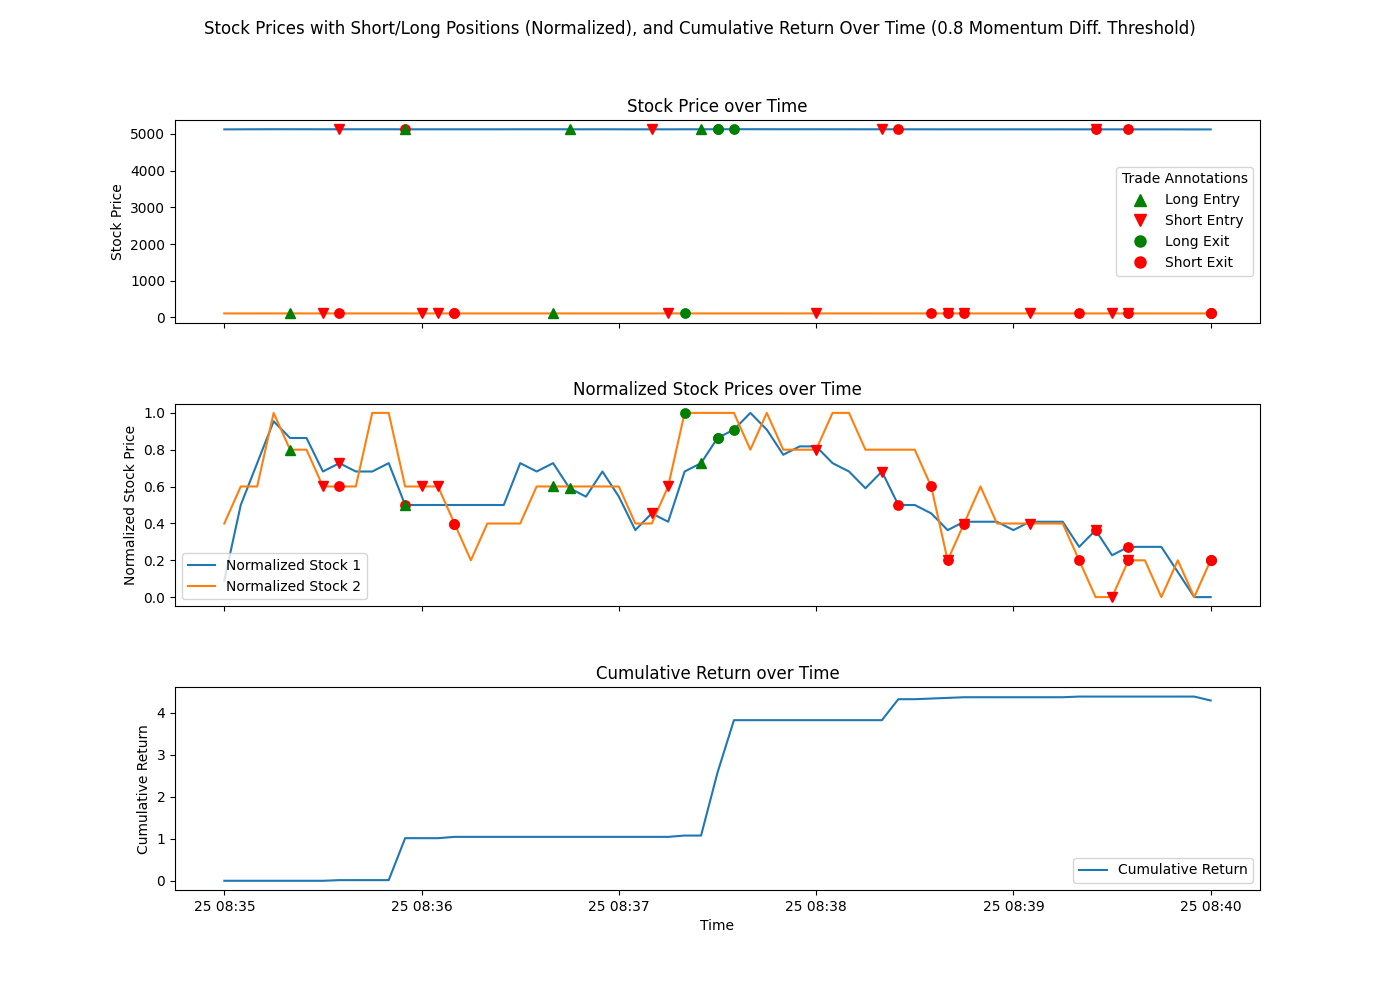 Stock Prices with Short/Long Positions (Normalized), and Cumulative Return Over Time (0.8 Momentum Diff. Threshold)
Stock Price over Time
Stock Price
5000
4000
3000
2000
1000
0
Trade Annotations
Long Entry
Short Entry
Long Exit
Short Exit
Normalized Stock Prices over Time
Normalized Stock Price
1.0
0.8
0.6
0.4
0.2
0.0
Normalized Stock 1
Normalized Stock 2
Cumulative Return over Time
Cumulative Return
4
3
2
1
0
Cumulative Return
25 08:35 25 08:36 25 08:37 25 08:38 25 08:39 25 08:40
Time